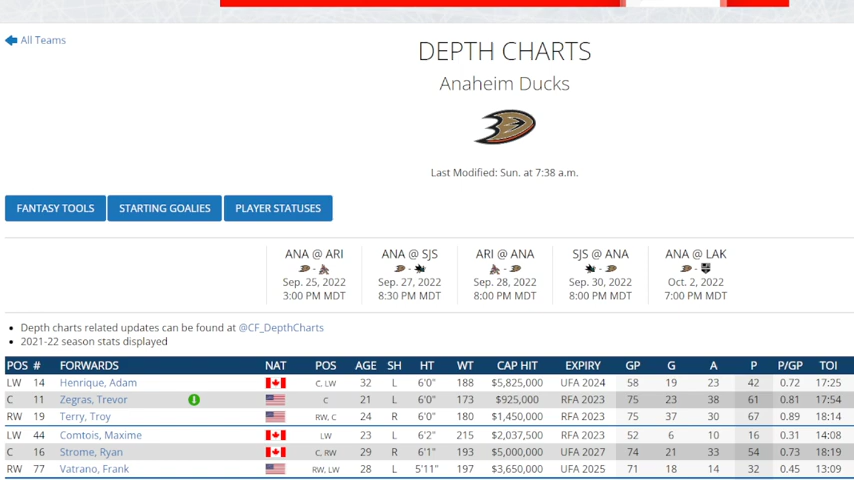 All Teams
DEPTH CHARTS
Anaheim Ducks
Last Modified: Sun. at 7:38 a.m.
FANTASY TOOLS STARTING GOALIES PLAYER STATUSES
ANA @ ARI ANA @ SJS ARI @ ANA SJS @ ANA ANA @ LAK
Sep. 25, 2022 Sep. 27, 2022 Sep. 28, 2022 Sep. 30, 2022 Oct. 2, 2022
3:00 PM MDT 8:30 PM MDT 8:00 PM MDT 8:00 PM MDT 7:00 PM MDT
• Depth charts related updates can be found at @CF_DepthCharts
• 2021-22 season stats displayed
POS # FORWARDS NAT POS AGE SH HT WT CAP HIT EXPIRY GP G A P P/GP TOI
LW 14 Henrique, Adam C, LW 32 L 6'0" 188 $5,825,000 UFA 2024 58 19 23 42 0.72 17:25
C 11 Zegras, Trevor C 21 L 6'0" 173 $925,000 RFA 2023 75 23 38 61 0.81 17:54
RW 19 Terry, Troy RW, C 24 R 6'0" 180 $1,450,000 RFA 2023 75 37 30 67 0.89 18:14
LW 44 Comtois, Maxime LW 23 L 6'2" 215 $2,037,500 RFA 2023 52 6 10 16 0.31 14:08
C 16 Strome, Ryan C, RW 29 R 6'1" 193 $5,000,000 UFA 2027 74 21 33 54 0.73 18:19
RW 77 Vatrano, Frank RW, LW 28 L 5'11" 197 $3,650,000 UFA 2025 71 18 14 32 0.45 13:09